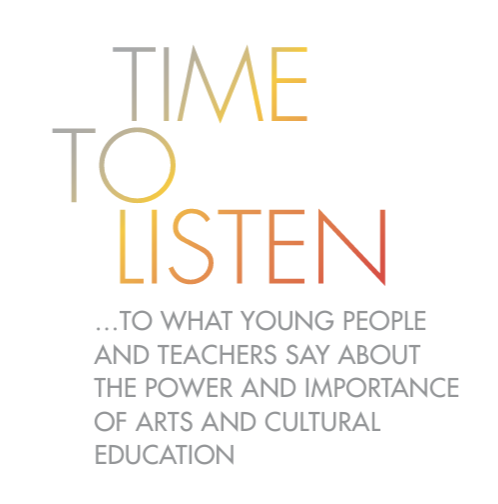 TIME
TO
LISTEN
...TO WHAT YOUNG PEOPLE
AND TEACHERS SAY ABOUT
THE POWER AND IMPORTANCE
OF ARTS AND CULTURAL
EDUCATION